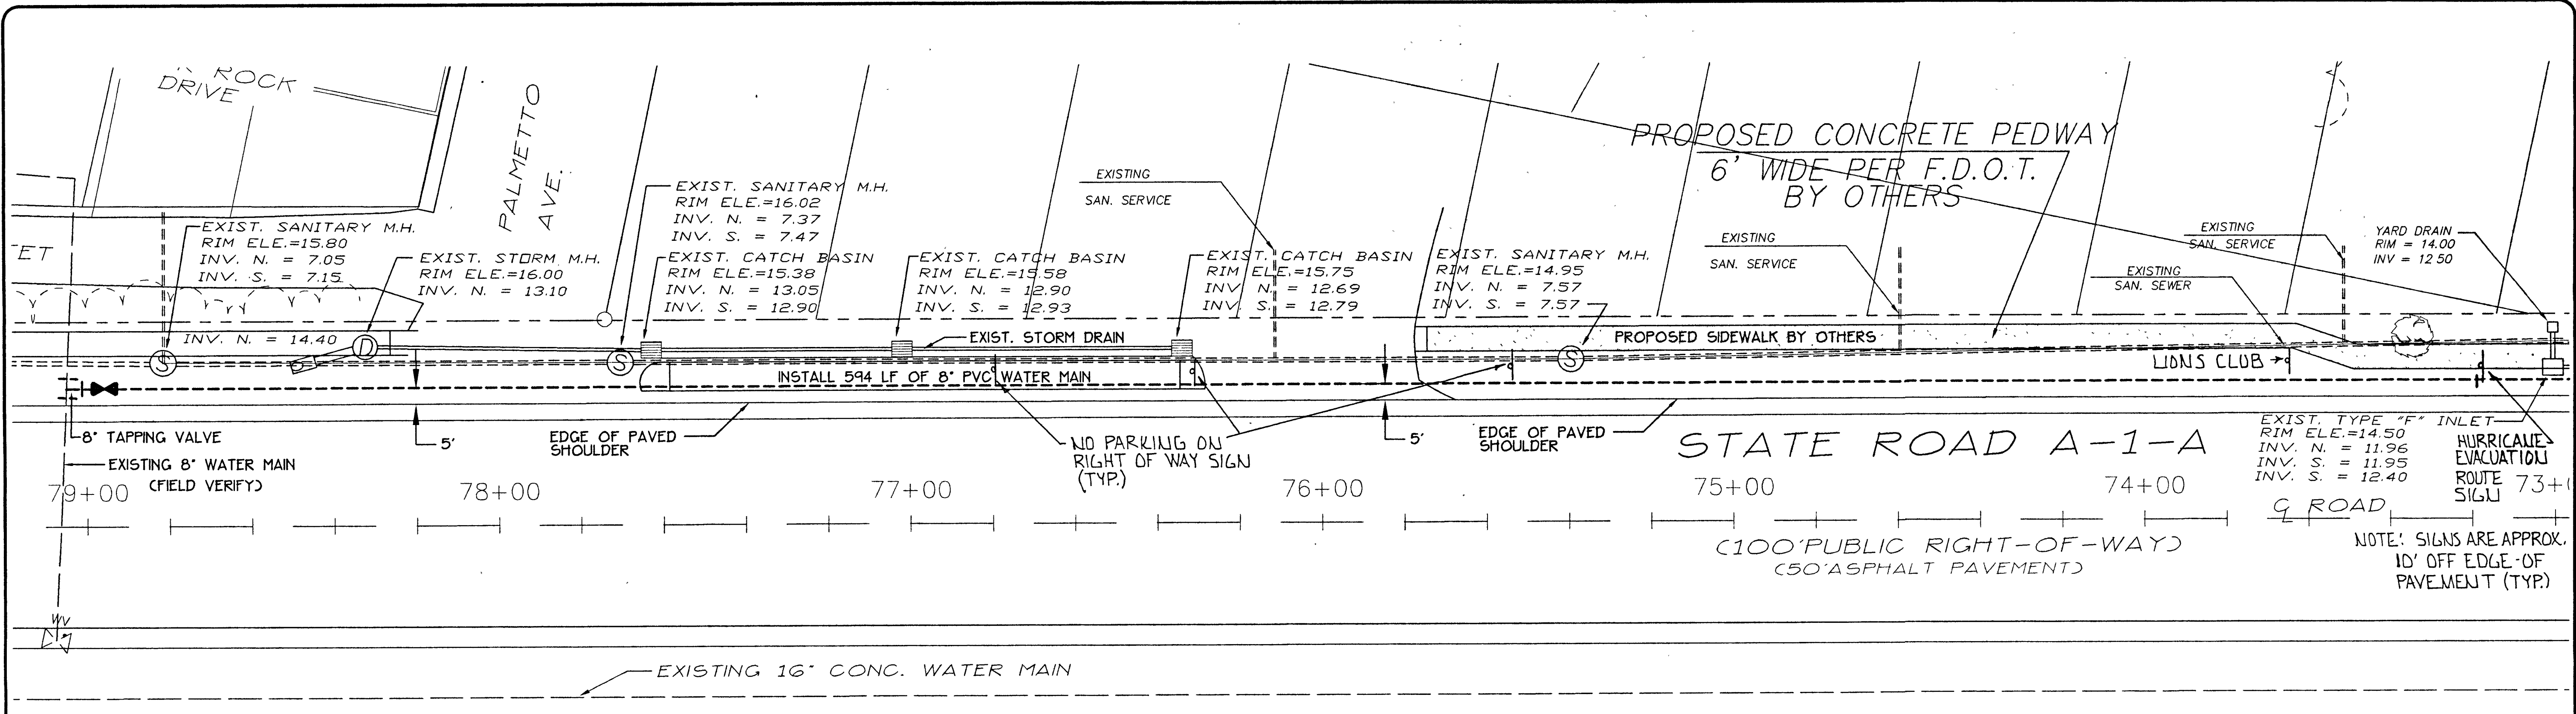 ROCK
DRIVE
PALMETTO
AVE.
ET
EXIST. SANITARY M.H.
RIM ELE.=15.80
INV. N. = 7.05
INV. S. = 7.15
EXIST. STORM M.H.
RIM ELE.=16.00
INV. N. = 13.10
INV. N. = 14.40
EXIST. SANITARY M.H.
RIM ELE.=16.02
INV. N. = 7.37
INV. S. = 7.47
EXIST. CATCH BASIN
RIM ELE.=15.38
INV. N. = 13.05
INV. S. = 12.90
EXIST. CATCH BASIN
RIM ELE.=15.58
INV. N. = 12.90
INV. S. = 12.93
EXISTING
SAN. SERVICE
EXIST. CATCH BASIN
RIM ELE.=15.75
INV. N. = 12.69
INV. S. = 12.79
EXIST. SANITARY M.H.
RIM ELE.=14.95
INV. N. = 7.57
INV. S. = 7.57
PROPOSED CONCRETE PEDWAY
6' WIDE PER F.D.O.T.
BY OTHERS
EXISTING
SAN. SERVICE
EXISTING
SAN. SERVICE
EXISTING
SAN. SEWER
YARD DRAIN
RIM = 14.00
INV = 12.50
S
D
S
S
EXIST. STORM DRAIN
PROPOSED SIDEWALK BY OTHERS
LIONS CLUB
INSTALL 594 LF OF 8" PVC WATER MAIN
8" TAPPING VALVE
5'
EDGE OF PAVED
SHOULDER
NO PARKING ON
RIGHT OF WAY SIGN
(TYP.)
5'
EDGE OF PAVED
SHOULDER
STATE ROAD A-1-A
EXIST. TYPE "F" INLET
RIM ELE.=14.50
INV. N. = 11.96
INV. S. = 11.95
INV. S. = 12.40
HURRICANE
EVACUATION
ROUTE
SIGN
EXISTING 8" WATER MAIN
(FIELD VERIFY)
79+00
78+00
77+00
76+00
75+00
74+00
73+0
℄ ROAD
(100'PUBLIC RIGHT-OF-WAY)
(50'ASPHALT PAVEMENT)
NOTE: SIGNS ARE APPROX.
10' OFF EDGE-OF
PAVEMENT (TYP.)
WV
EXISTING 16" CONC. WATER MAIN